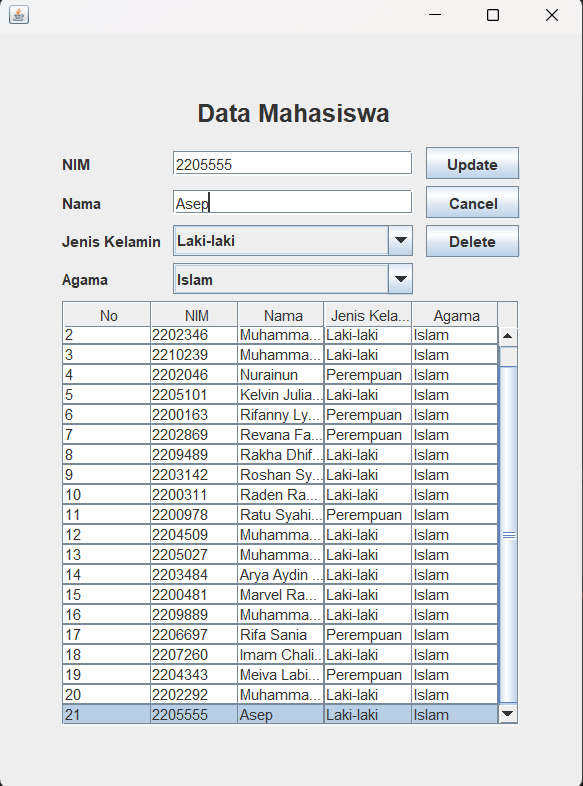 Data Mahasiswa
NIM 2205555 Update
Nama Asep Cancel
Jenis Kelamin Laki-laki Delete
Agama Islam
No NIM Nama Jenis Kela... Agama
2 2202346 Muhamma... Laki-laki Islam
3 2210239 Muhamma... Laki-laki Islam
4 2202046 Nurainun Perempuan Islam
5 2205101 Kelvin Julia... Laki-laki Islam
6 2200163 Rifanny Ly... Perempuan Islam
7 2202869 Revana Fa... Perempuan Islam
8 2209489 Rakha Dhif... Laki-laki Islam
9 2203142 Roshan Sy... Laki-laki Islam
10 2200311 Raden Ra... Laki-laki Islam
11 2200978 Ratu Syahi... Perempuan Islam
12 2204509 Muhamma... Laki-laki Islam
13 2205027 Muhamma... Laki-laki Islam
14 2203484 Arya Aydin ... Laki-laki Islam
15 2200481 Marvel Ra... Laki-laki Islam
16 2209889 Muhamma... Laki-laki Islam
17 2206697 Rifa Sania Perempuan Islam
18 2207260 Imam Chali... Laki-laki Islam
19 2204343 Meiva Labi... Perempuan Islam
20 2202292 Muhamma... Laki-laki Islam
21 2205555 Asep Laki-laki Islam